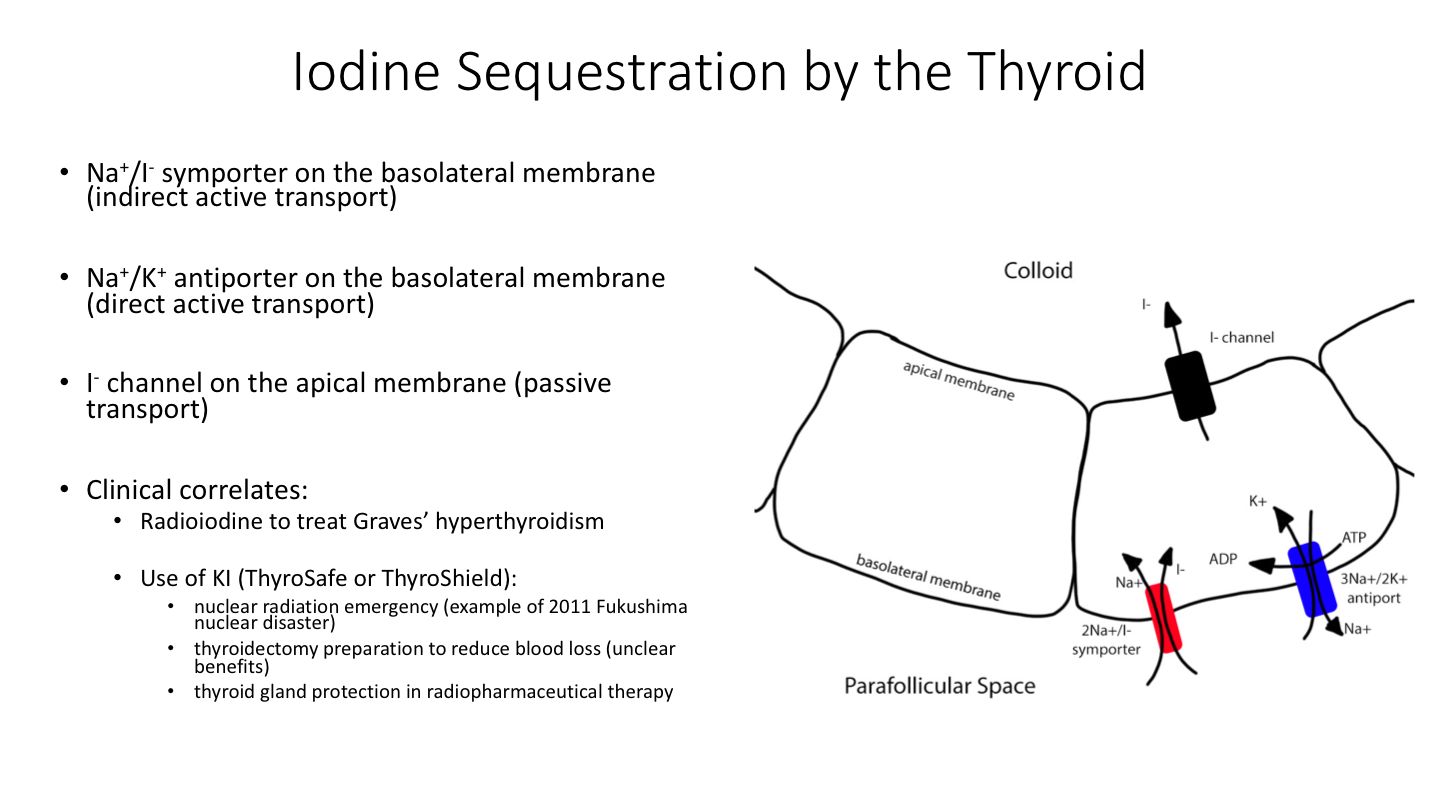 Iodine Sequestration by the Thyroid
• Na⁺/I⁻ symporter on the basolateral membrane
(indirect active transport)
• Na⁺/K⁺ antiporter on the basolateral membrane
(direct active transport)
• I⁻ channel on the apical membrane (passive
transport)
• Clinical correlates:
• Radioiodine to treat Graves’ hyperthyroidism
• Use of KI (ThyroSafe or ThyroShield):
• nuclear radiation emergency (example of 2011 Fukushima
nuclear disaster)
• thyroidectomy preparation to reduce blood loss (unclear
benefits)
• thyroid gland protection in radiopharmaceutical therapy
Colloid
I-
I- channel
apical membrane
K+
ATP
ADP
basolateral membrane
Na+
I-
3Na+/2K+
antiport
Na+
2Na+/I-
symporter
Parafollicular Space